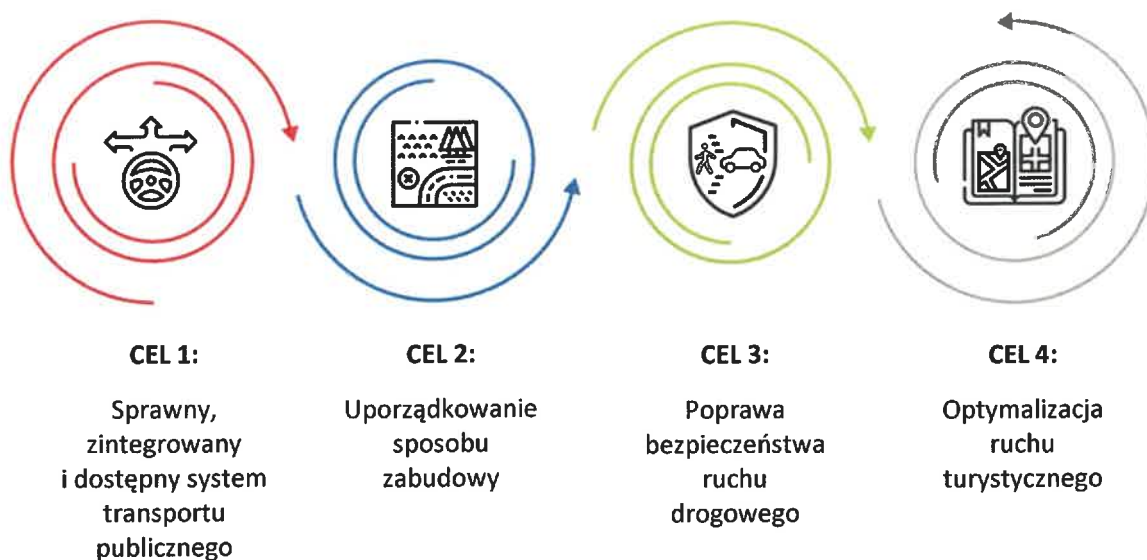 CEL 1:
Sprawny,
zintegrowany
i dostępny system
transportu
publicznego
CEL 2:
Uporządkowanie
sposobu
zabudowy
CEL 3:
Poprawa
bezpieczeństwa
ruchu
drogowego
CEL 4:
Optymalizacja
ruchu
turystycznego